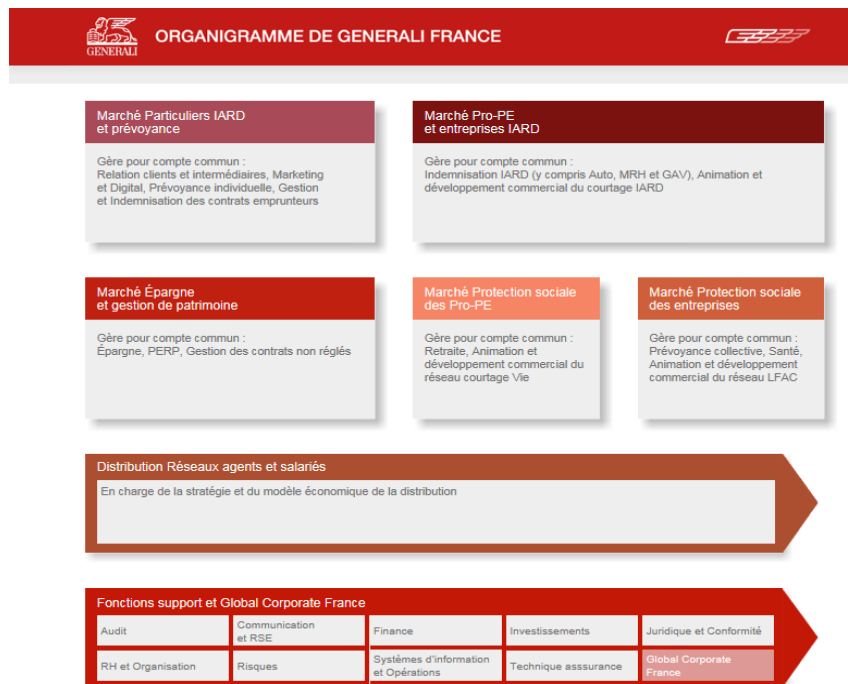 GENERALI
ORGANIGRAMME DE GENERALI FRANCE
Marché Particuliers IARD
et prévoyance
Gère pour compte commun :
Relation clients et intermédiaires, Marketing
et Digital, Prévoyance individuelle, Gestion
et Indemnisation des contrats emprunteurs
Marché Pro-PE
et entreprises IARD
Gère pour compte commun :
Indemnisation IARD (y compris Auto, MRH et GAV), Animation et
développement commercial du courtage IARD
Marché Épargne
et gestion de patrimoine
Gère pour compte commun :
Épargne, PERP, Gestion des contrats non réglés
Marché Protection sociale
des Pro-PE
Gère pour compte commun :
Retraite, Animation et
développement commercial du
réseau courtage Vie
Marché Protection sociale
des entreprises
Gère pour compte commun :
Prévoyance collective, Santé,
Animation et développement
commercial du réseau LFAC
Distribution Réseaux agents et salariés
En charge de la stratégie et du modèle économique de la distribution
Fonctions support et Global Corporate France
Audit
Communication
et RSE
Finance
Investissements
Juridique et Conformité
RH et Organisation
Risques
Systèmes d'information
et Opérations
Technique asssurance
Global Corporate
France